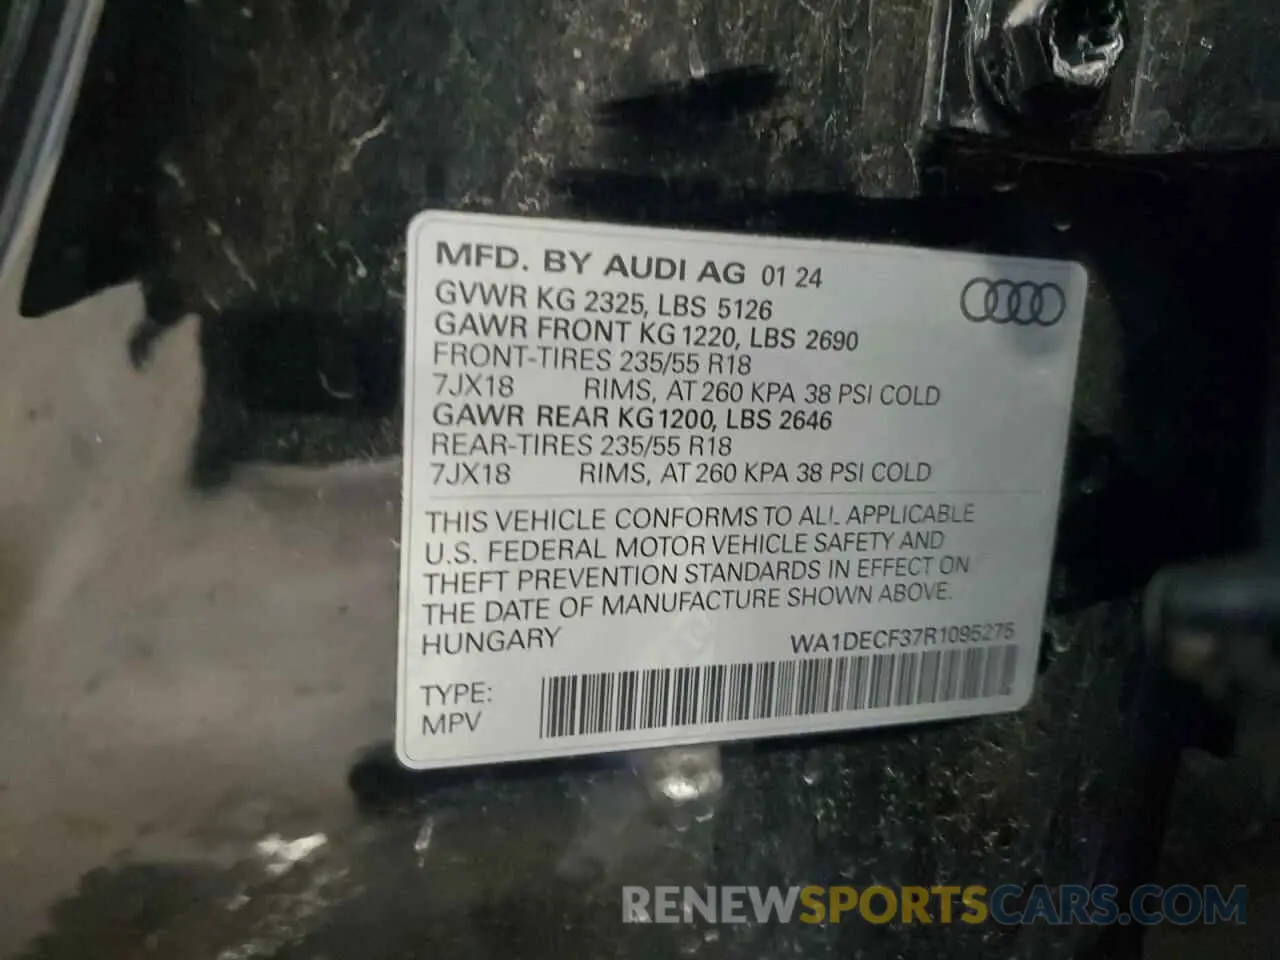 MFD. BY AUDI AG 01 24
GVWR KG 2325, LBS 5126
GAWR FRONT KG 1220, LBS 2690
FRONT-TIRES 235/55 R18
7JX18 RIMS, AT 260 KPA 38 PSI COLD
GAWR REAR KG 1200, LBS 2646
REAR-TIRES 235/55 R18
7JX18 RIMS, AT 260 KPA 38 PSI COLD
THIS VEHICLE CONFORMS TO ALL APPLICABLE
U.S. FEDERAL MOTOR VEHICLE SAFETY AND
THEFT PREVENTION STANDARDS IN EFFECT ON
THE DATE OF MANUFACTURE SHOWN ABOVE.
HUNGARY WA1DECF37R1095275
TYPE:
MPV
RENEWSPORTSCARS.COM